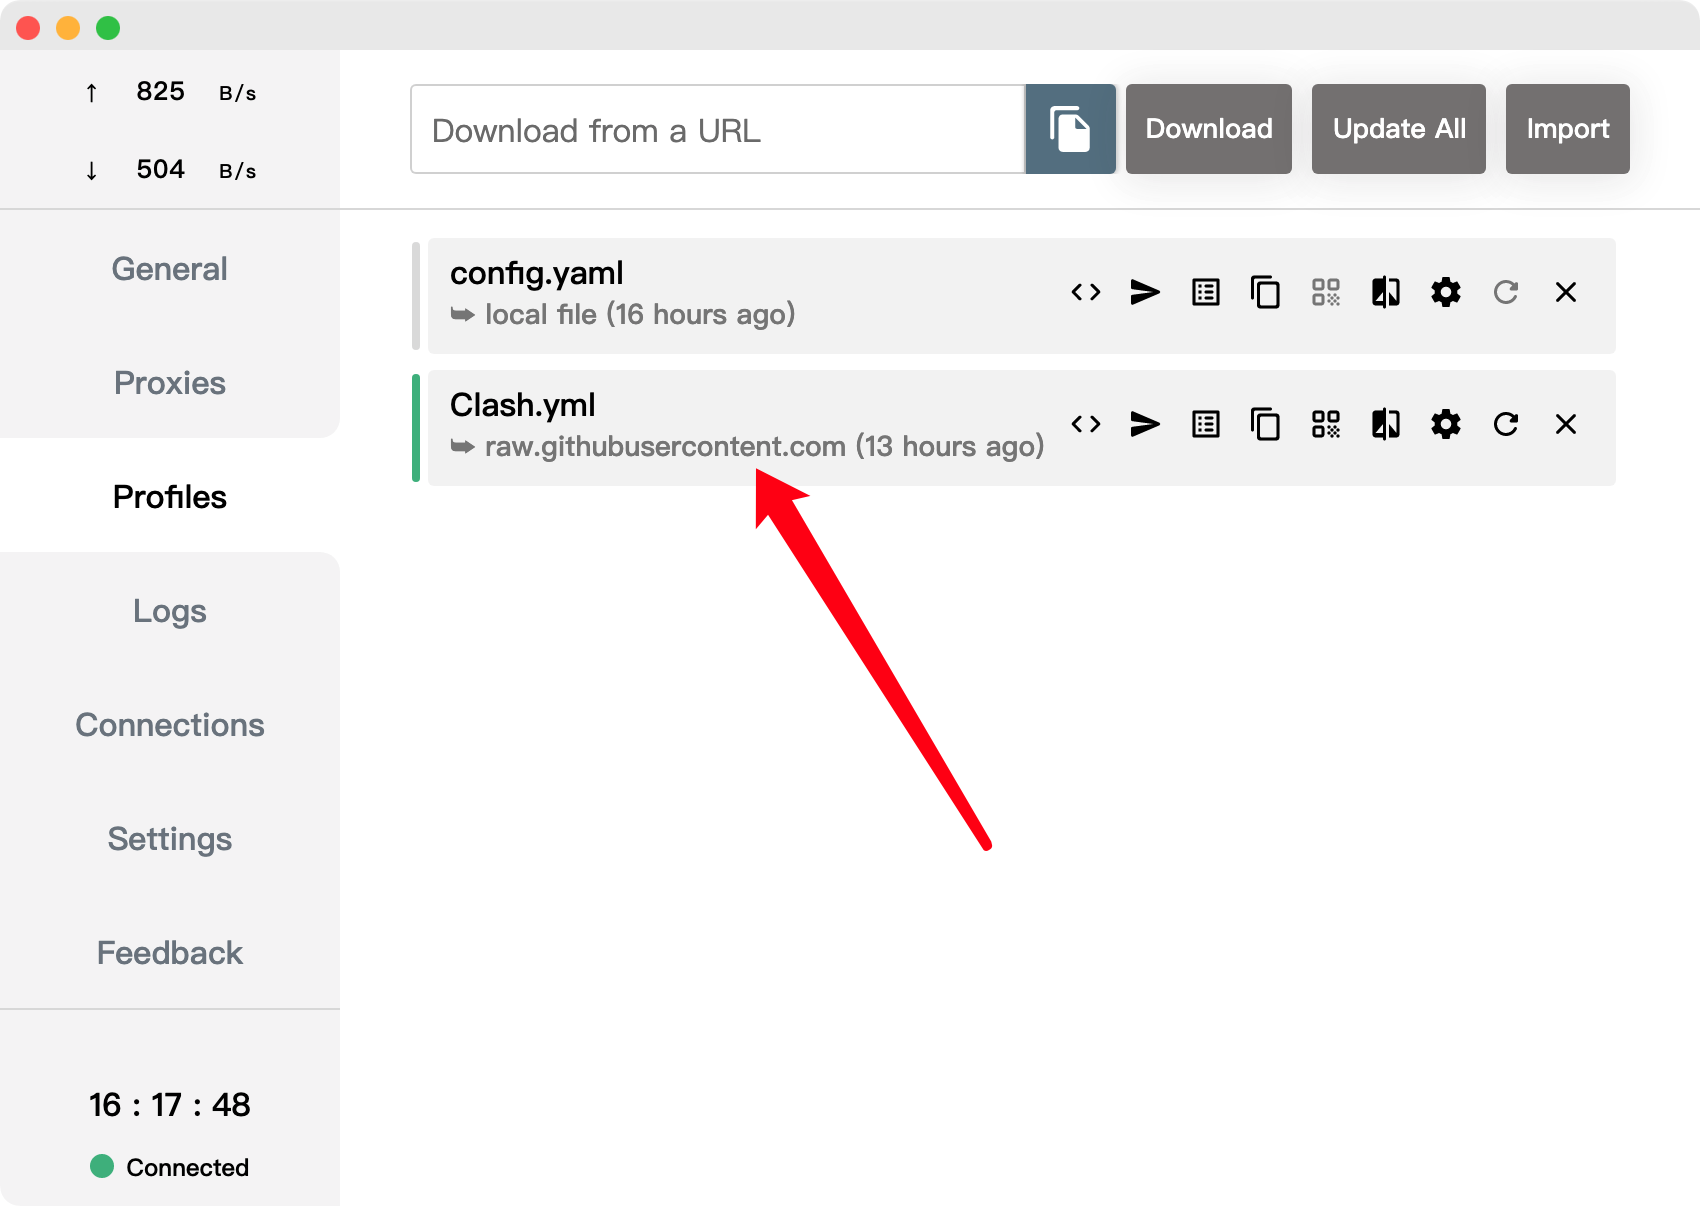 ↑ 825 B/s
↓ 504 B/s
General
Proxies
Profiles
Logs
Connections
Settings
Feedback
16 : 17 : 48
Connected
Download from a URL
Download
Update All
Import
config.yaml
local file (16 hours ago)
Clash.yml
raw.githubusercontent.com (13 hours ago)